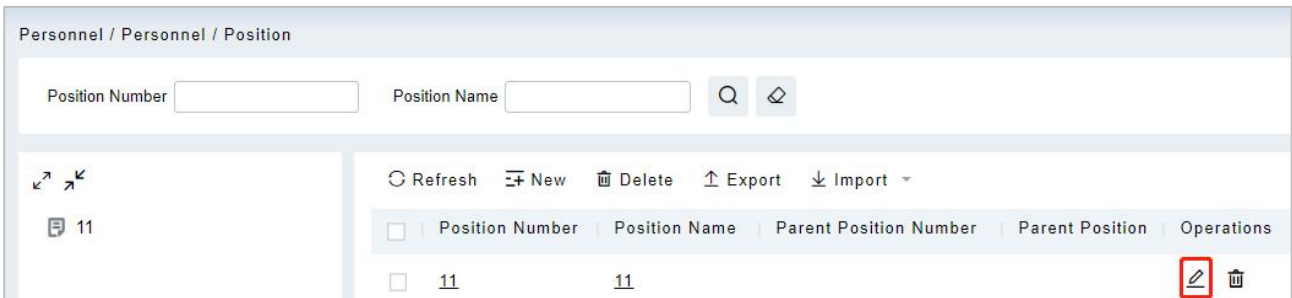 Personnel / Personnel / Position
Position Number Position Name
Refresh New Delete Export Import
11
Position Number Position Name Parent Position Number Parent Position Operations
11 11